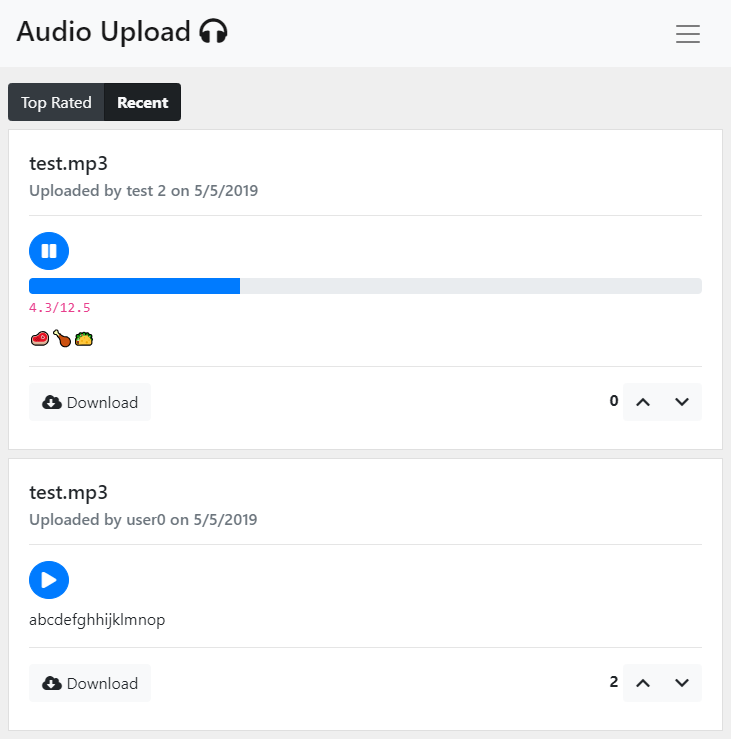 Audio Upload
Top Rated Recent
test.mp3
Uploaded by test 2 on 5/5/2019
4.3/12.5
🥩🍗🌮
Download 0
test.mp3
Uploaded by user0 on 5/5/2019
abcdefghhijklmnop
Download 2